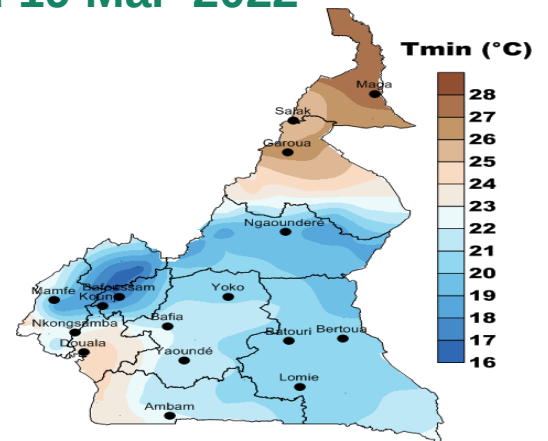 10 Mar 2022
Tmin (°C)
28
27
26
25
24
23
22
21
20
19
18
17
16
Maga
Salak
Garoua
Ngaoundere
Mamfe
Bafoussam
Yoko
Nkongsamba
Bafia
Douala
Batouri
Bertoua
Yaoundé
Lomie
Ambam